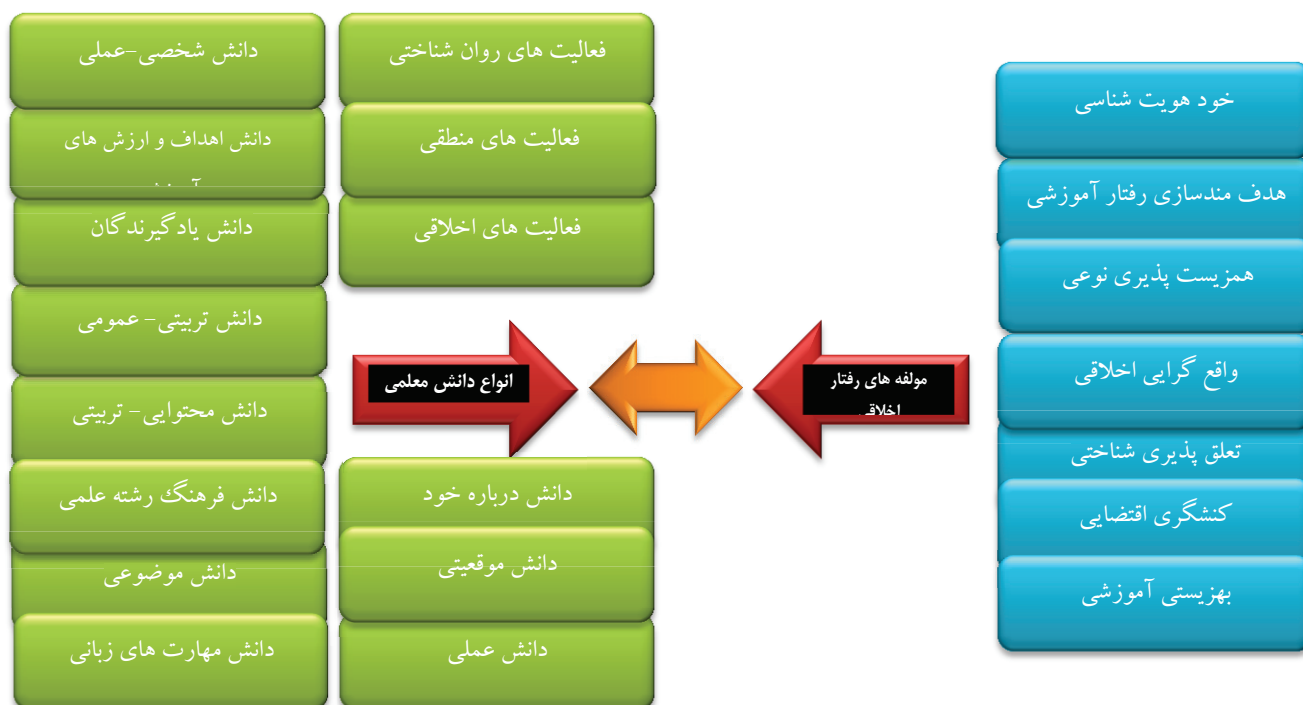 خود هویت شناسی
هدف مندسازی رفتار آموزشی
همزیست پذیری نوعی
واقع گرایی اخلاقی
تعلق پذیری شناختی
کنشگری اقتضایی
بهزیستی آموزشی
مولفه های رفتار
اخلاقی
انواع دانش معلمی
فعالیت های روان شناختی
فعالیت های منطقی
فعالیت های اخلاقی
دانش درباره خود
دانش موقعیتی
دانش عملی
دانش شخصی–عملی
دانش اهداف و ارزش های
دانش یادگیرندگان
دانش تربیتی– عمومی
دانش محتوایی– تربیتی
دانش فرهنگ رشته علمی
دانش موضوعی
دانش مهارت های زبانی